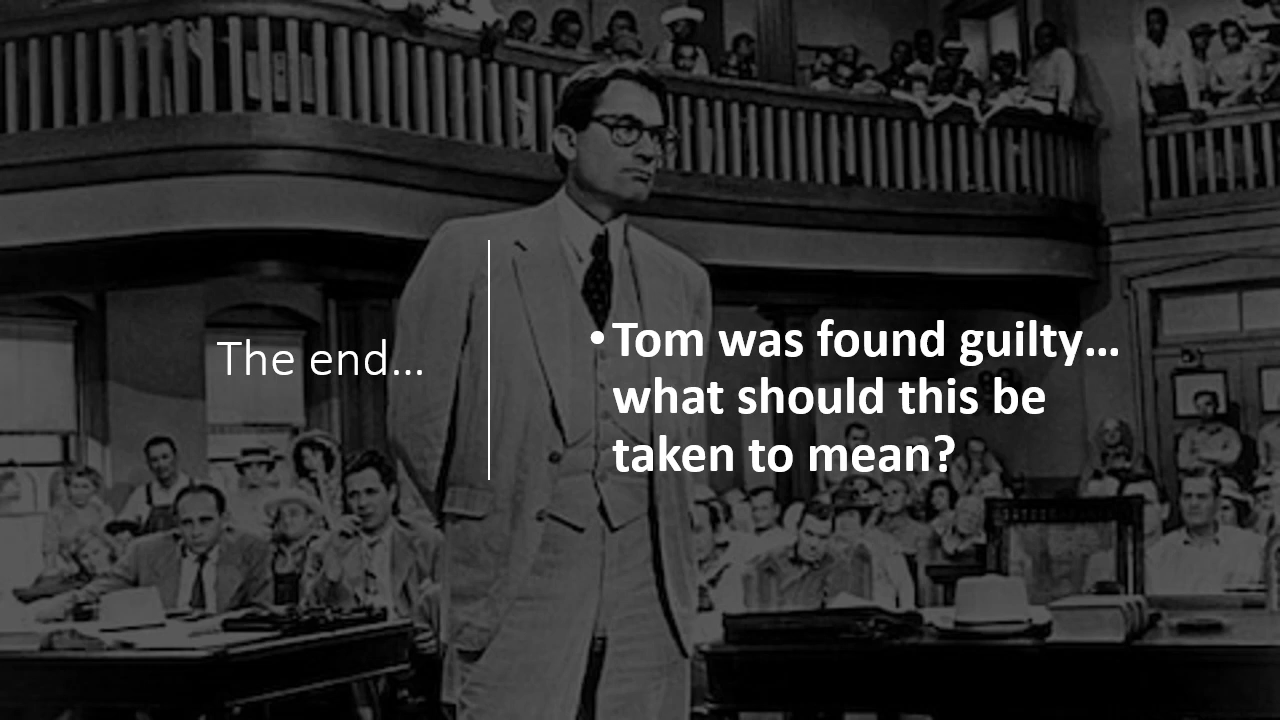 The end…
•Tom was found guilty…
what should this be
taken to mean?